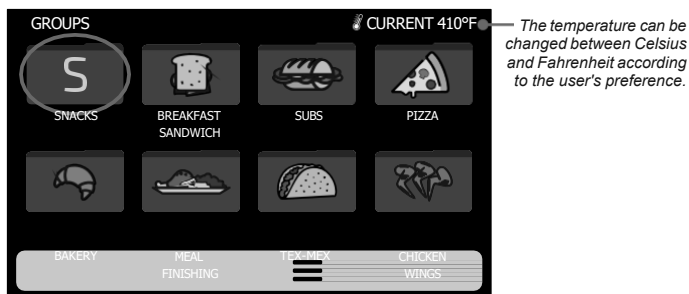 GROUPS
CURRENT 410°F
The temperature can be
changed between Celsius
and Fahrenheit according
to the user's preference.
S
SNACKS
BREAKFAST
SANDWICH
SUBS
PIZZA
BAKERY
MEAL
FINISHING
TEX-MEX
CHICKEN
WINGS